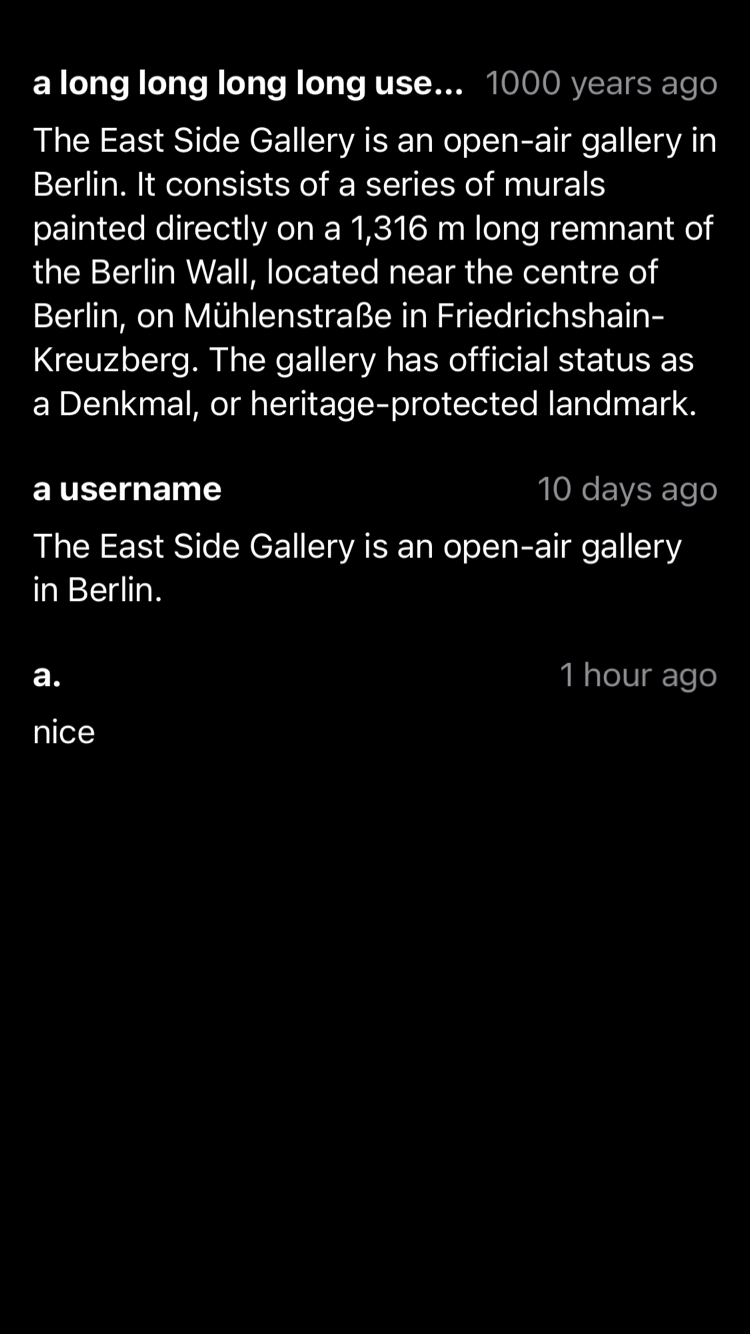 a long long long long use... 1000 years ago
The East Side Gallery is an open-air gallery in
Berlin. It consists of a series of murals
painted directly on a 1,316 m long remnant of
the Berlin Wall, located near the centre of
Berlin, on Mühlenstraße in Friedrichshain-
Kreuzberg. The gallery has official status as
a Denkmal, or heritage-protected landmark.
a username 10 days ago
The East Side Gallery is an open-air gallery
in Berlin.
a. 1 hour ago
nice